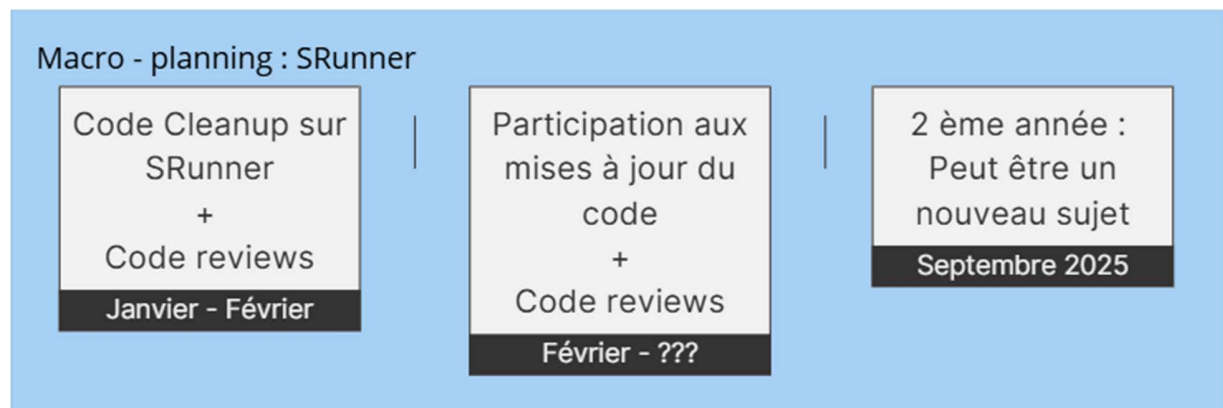 Macro - planning : SRunner
Code Cleanup sur
SRunner
+
Code reviews
Janvier - Février
Participation aux
mises à jour du
code
+
Code reviews
Février - ???
2 ème année :
Peut être un
nouveau sujet
Septembre 2025